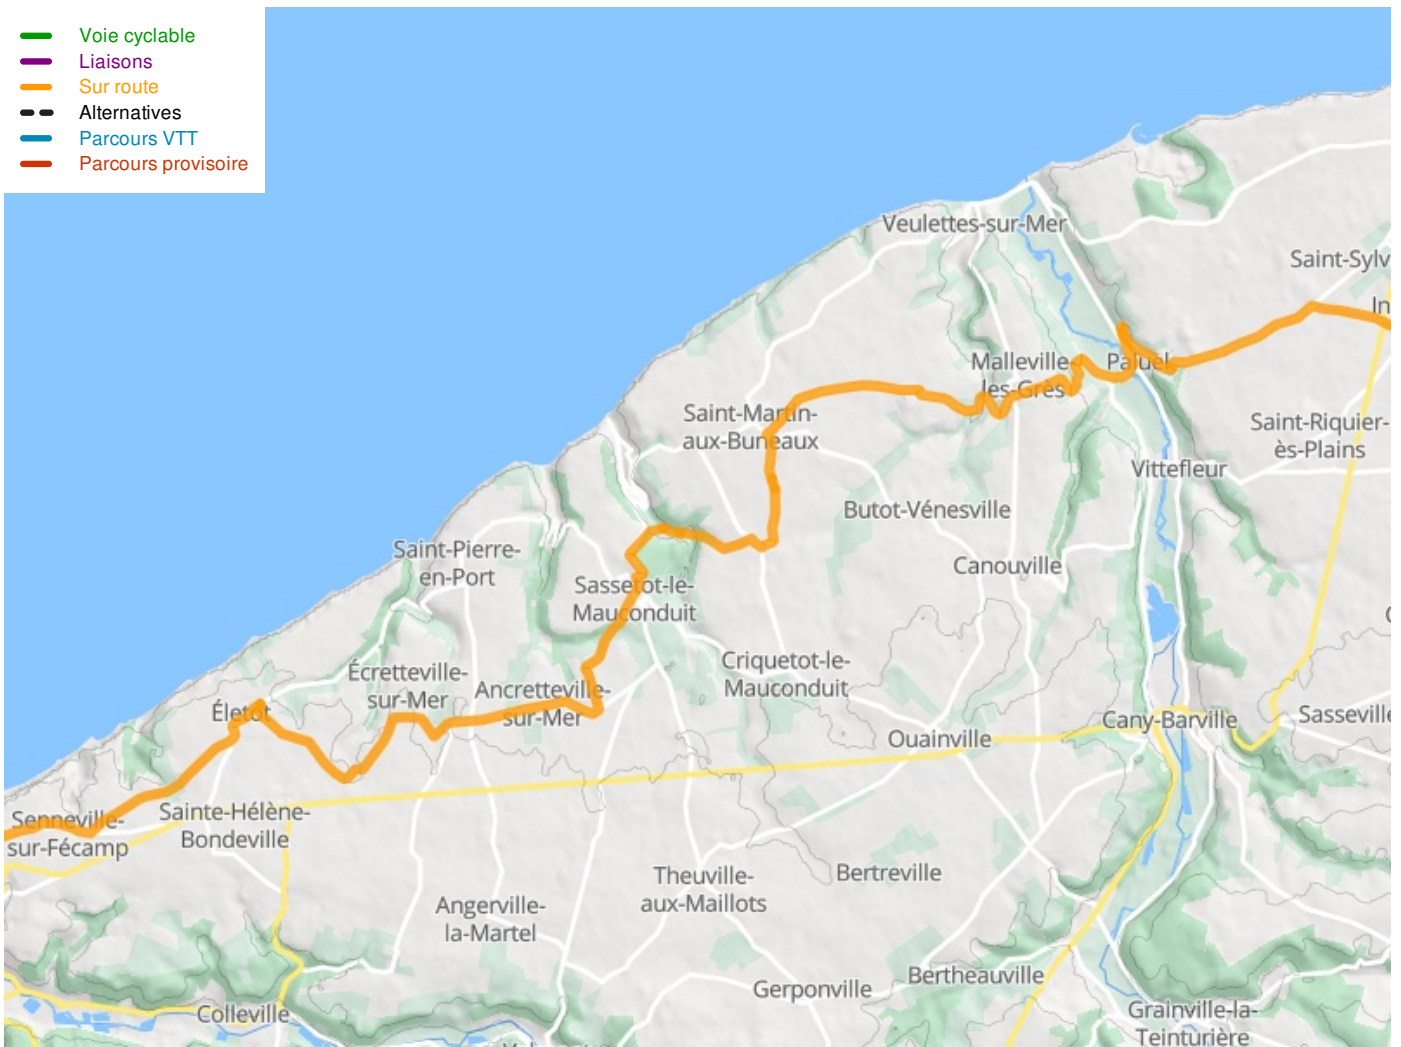 Voie cyclable
Liaisons
Sur route
Alternatives
Parcours VTT
Parcours provisoire
Veulettes-sur-Mer
Saint-Sylv
In
Malleville-
les-Grès
Paluel
Saint-Martin-
aux-Buneaux
Saint-Riquier-
ès-Plains
Vittefleur
Butot-Vénesville
Saint-Pierre-
en-Port
Canouville
Sassetot-le-
Mauconduit
Criquetot-le-
Mauconduit
Écretteville-
sur-Mer
Ancretteville-
sur-Mer
Életot
Cany-Barville
Sasseville
Ouainville
Senneville-
sur-Fécamp
Sainte-Hélène-
Bondeville
Theuville-
aux-Maillots
Bertreville
Angerville-
la-Martel
Bertheauville
Gerponville
Colleville
Grainville-la-
Teinturière